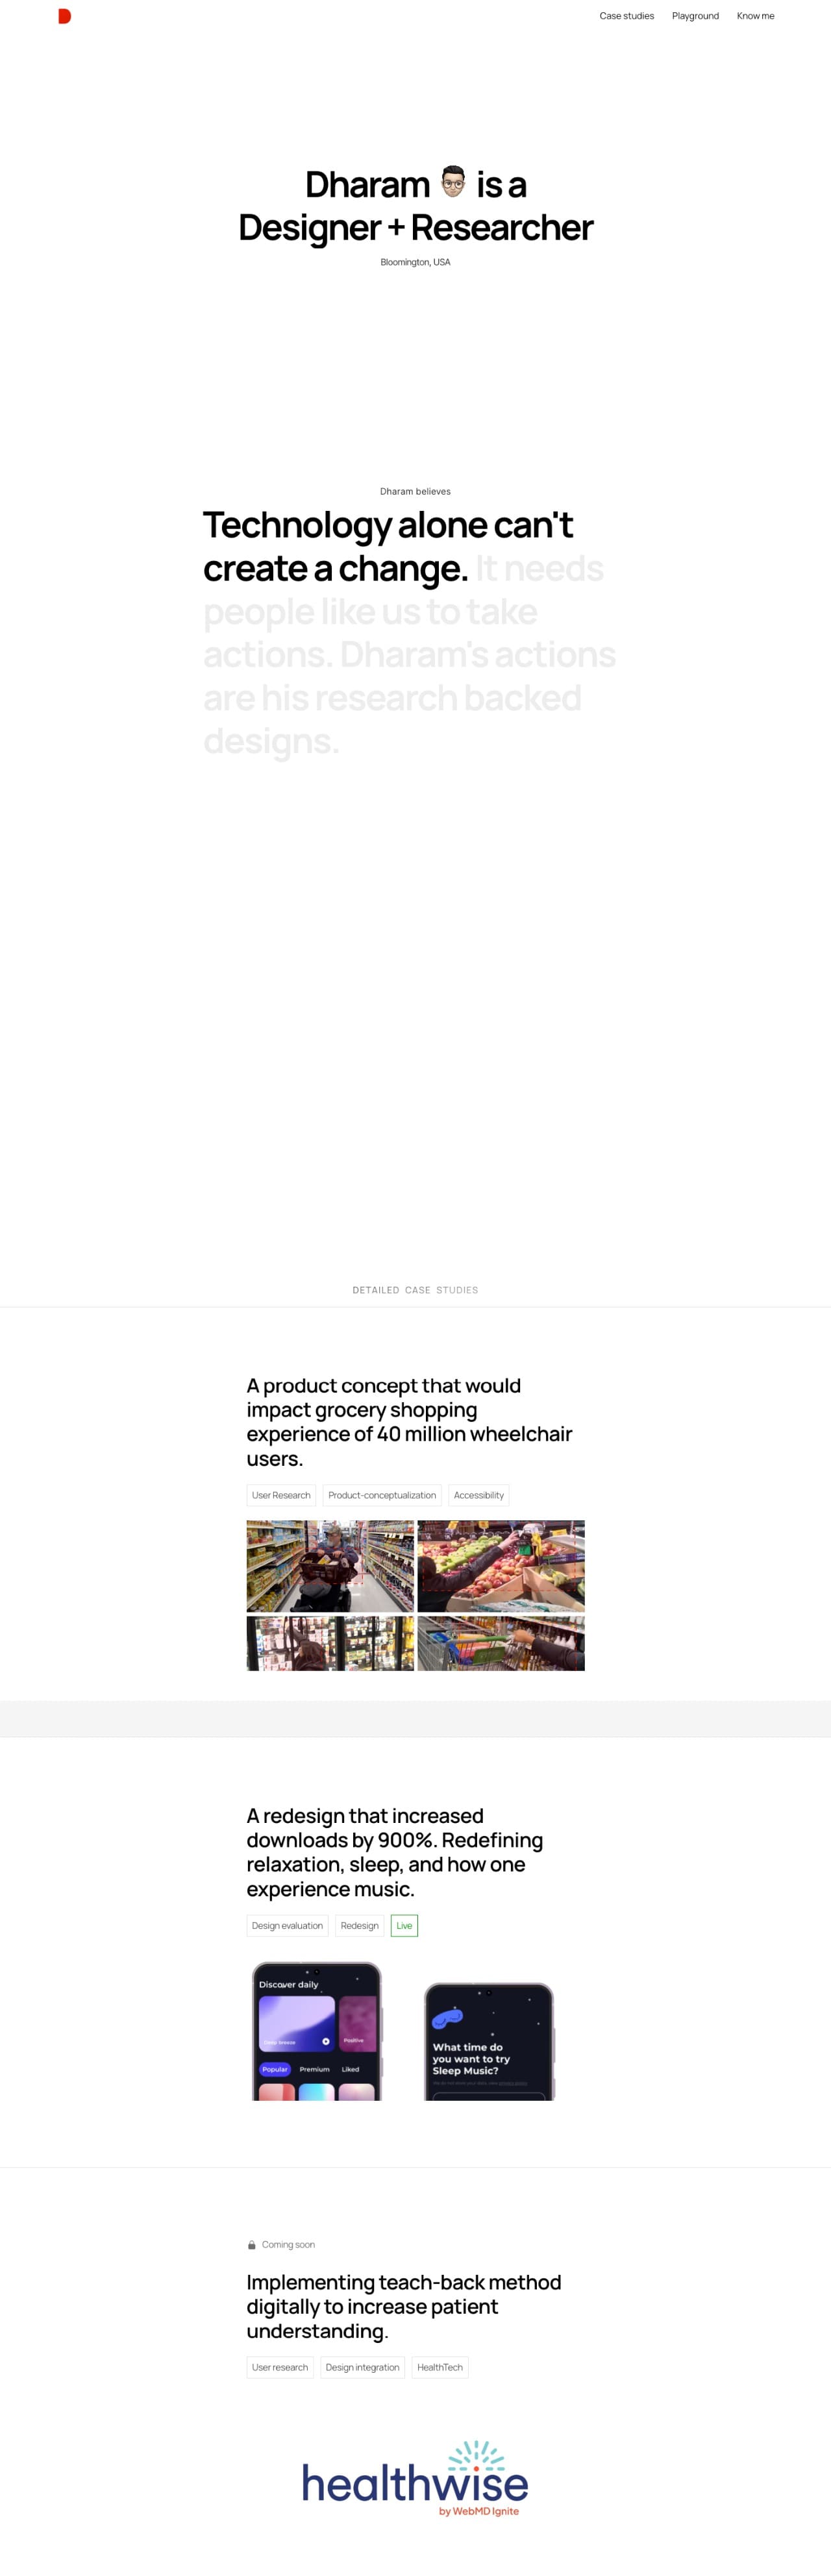 D
Case studies
Playground
Know me
Dharam is a
Designer + Researcher
Bloomington, USA
Dharam believes
Technology alone can't
create a change. It needs
people like us to take
actions. Dharam's actions
are his research backed
designs.
DETAILED CASE STUDIES
A product concept that would
impact grocery shopping
experience of 40 million wheelchair
users.
User Research
Product-conceptualization
Accessibility
A redesign that increased
downloads by 900%. Redefining
relaxation, sleep, and how one
experience music.
Design evaluation
Redesign
Live
Discover daily
Positive
Popular
Premium
Liked
What time do
you want to try
Sleep Music?
Coming soon
Implementing teach-back method
digitally to increase patient
understanding.
User research
Design integration
HealthTech
healthwise
by WebMD Ignite